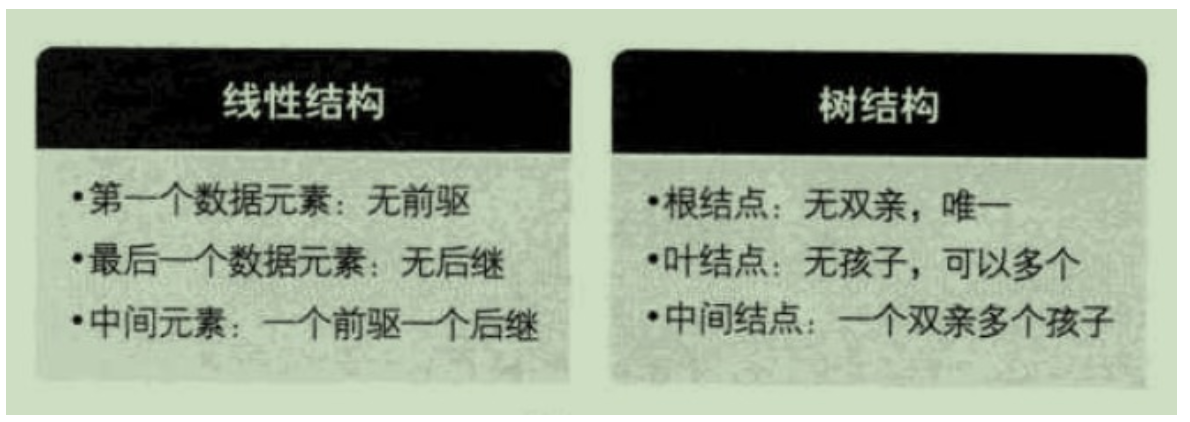 线性结构
•第一个数据元素：无前驱
•最后一个数据元素：无后继
•中间元素：一个前驱一个后继
树结构
•根结点：无双亲，唯一
•叶结点：无孩子，可以多个
•中间结点：一个双亲多个孩子